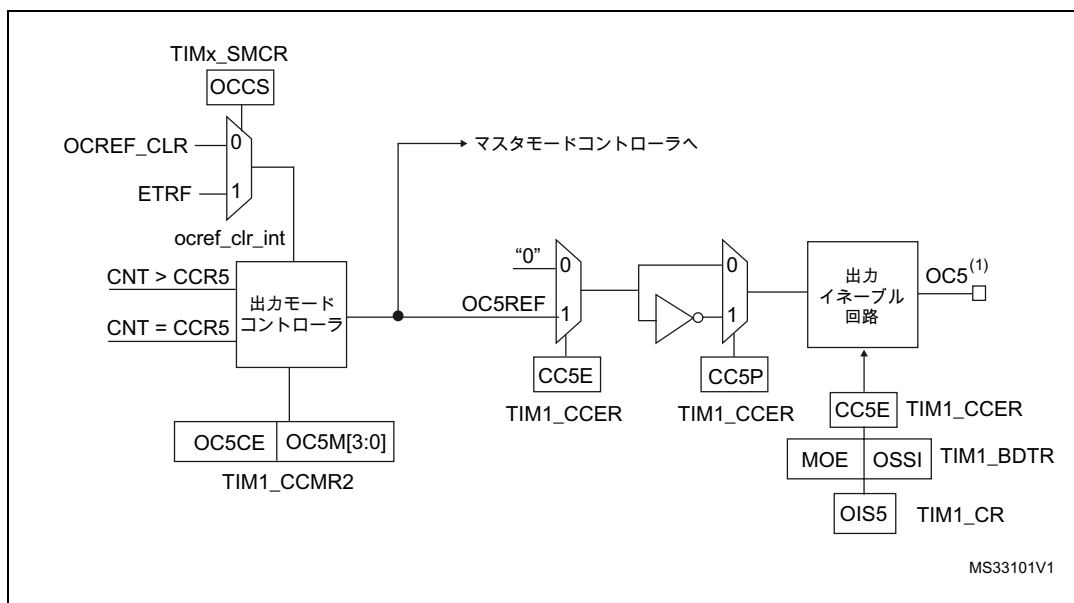 TIMx_SMCR
OCCS
OCREF_CLR
0
ETRF
1
ocref_clr_int
マスタモードコントローラへ
CNT > CCR5
CNT = CCR5
出力モード
コントローラ
OC5CE
OC5M[3:0]
TIM1_CCMR2
“0”
0
OC5REF
1
CC5E
TIM1_CCER
0
1
CC5P
TIM1_CCER
出力
イネーブル
回路
OC5(1)
CC5E
TIM1_CCER
MOE
OSSI
TIM1_BDTR
OIS5
TIM1_CR
MS33101V1